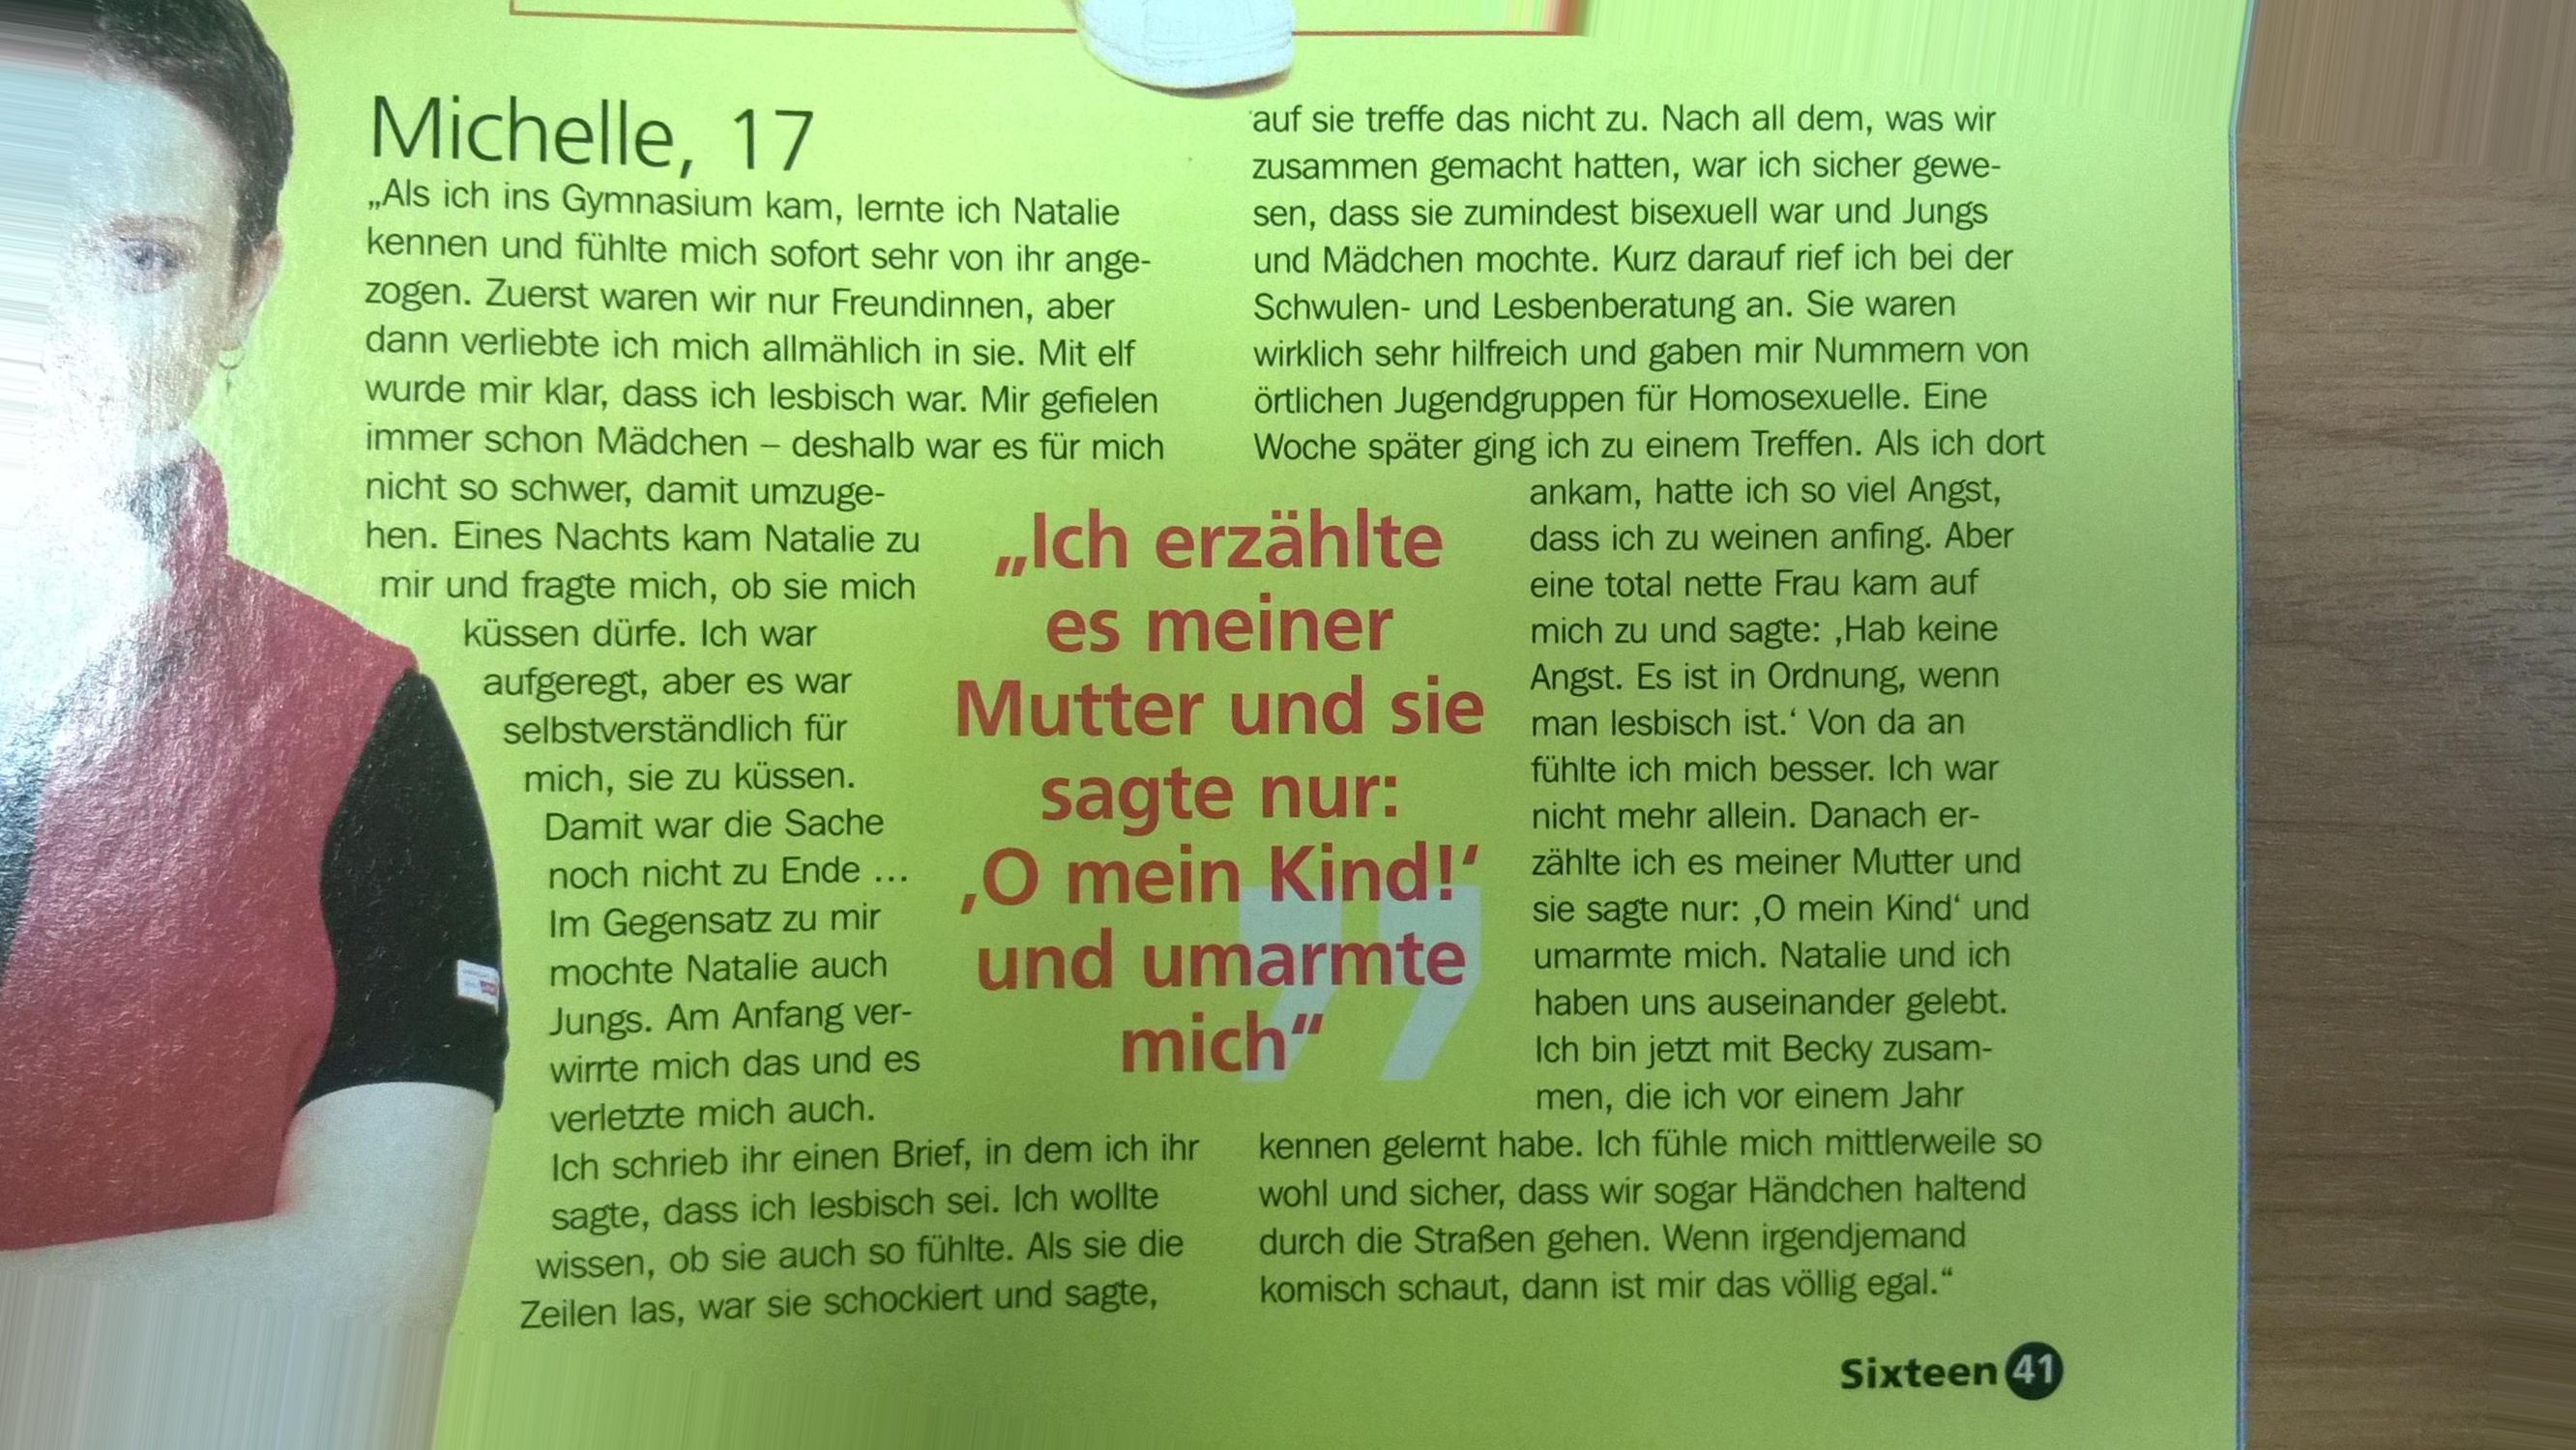 Michelle, 17
„Als ich ins Gymnasium kam, lernte ich Natalie
kennen und fühlte mich sofort sehr von ihr ange-
zogen. Zuerst waren wir nur Freundinnen, aber
dann verliebte ich mich allmählich in sie. Mit elf
wurde mir klar, dass ich lesbisch war. Mir gefielen
immer schon Mädchen – deshalb war es für mich
nicht so schwer, damit umzuge-
hen. Eines Nachts kam Natalie zu
mir und fragte mich, ob sie mich
küssen dürfe. Ich war
aufgeregt, aber es war
selbstverständlich für
mich, sie zu küssen.
Damit war die Sache
noch nicht zu Ende …
Im Gegensatz zu mir
mochte Natalie auch
Jungs. Am Anfang ver-
wirrte mich das und es
verletzte mich auch.
Ich schrieb ihr einen Brief, in dem ich ihr
sagte, dass ich lesbisch sei. Ich wollte
wissen, ob sie auch so fühlte. Als sie die
Zeilen las, war sie schockiert und sagte,
„Ich erzählte
es meiner
Mutter und sie
sagte nur:
‚O mein Kind!‘
und umarmte
mich“
auf sie treffe das nicht zu. Nach all dem, was wir
zusammen gemacht hatten, war ich sicher gewe-
sen, dass sie zumindest bisexuell war und Jungs
und Mädchen mochte. Kurz darauf rief ich bei der
Schwulen- und Lesbenberatung an. Sie waren
wirklich sehr hilfreich und gaben mir Nummern von
örtlichen Jugendgruppen für Homosexuelle. Eine
Woche später ging ich zu einem Treffen. Als ich dort
ankam, hatte ich so viel Angst,
dass ich zu weinen anfing. Aber
eine total nette Frau kam auf
mich zu und sagte: ‚Hab keine
Angst. Es ist in Ordnung, wenn
man lesbisch ist.‘ Von da an
fühlte ich mich besser. Ich war
nicht mehr allein. Danach er-
zählte ich es meiner Mutter und
sie sagte nur: ‚O mein Kind‘ und
umarmte mich. Natalie und ich
haben uns auseinander gelebt.
Ich bin jetzt mit Becky zusam-
men, die ich vor einem Jahr
kennen gelernt habe. Ich fühle mich mittlerweile so
wohl und sicher, dass wir sogar Händchen haltend
durch die Straßen gehen. Wenn irgendjemand
komisch schaut, dann ist mir das völlig egal.“
Sixteen 41